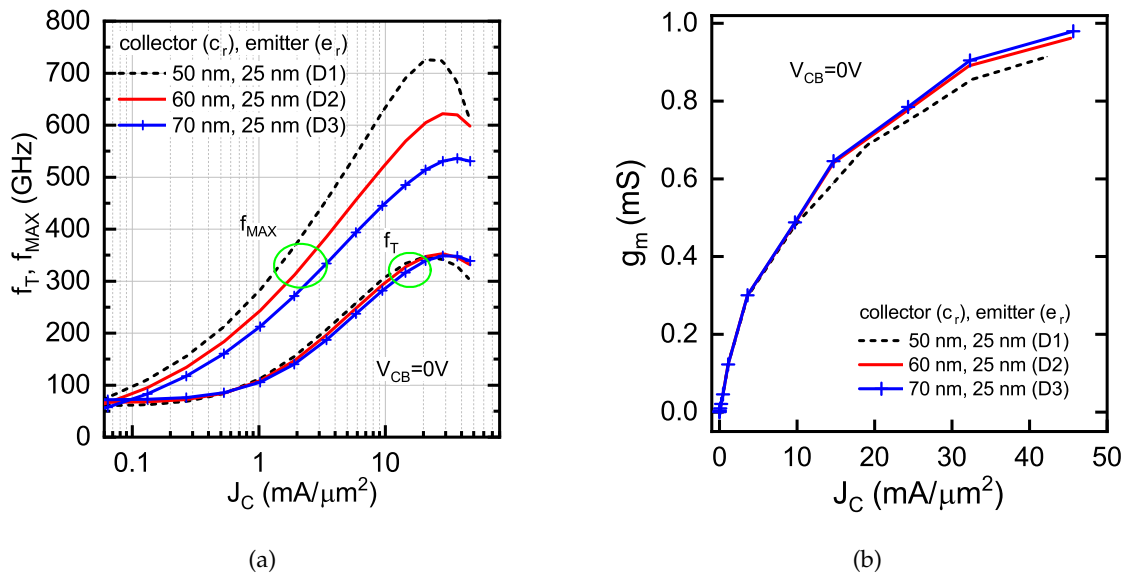 collector (c_r), emitter (e_r)
50 nm, 25 nm (D1)
60 nm, 25 nm (D2)
70 nm, 25 nm (D3)
f_MAX
f_T
V_CB=0V
800
700
600
500
400
300
200
100
0
f_T, f_MAX (GHz)
0.1 1 10
J_C (mA/μm²)
(a)
V_CB=0V
collector (c_r), emitter (e_r)
50 nm, 25 nm (D1)
60 nm, 25 nm (D2)
70 nm, 25 nm (D3)
1.0
0.8
0.6
0.4
0.2
0.0
g_m (mS)
0 10 20 30 40 50
J_C (mA/μm²)
(b)